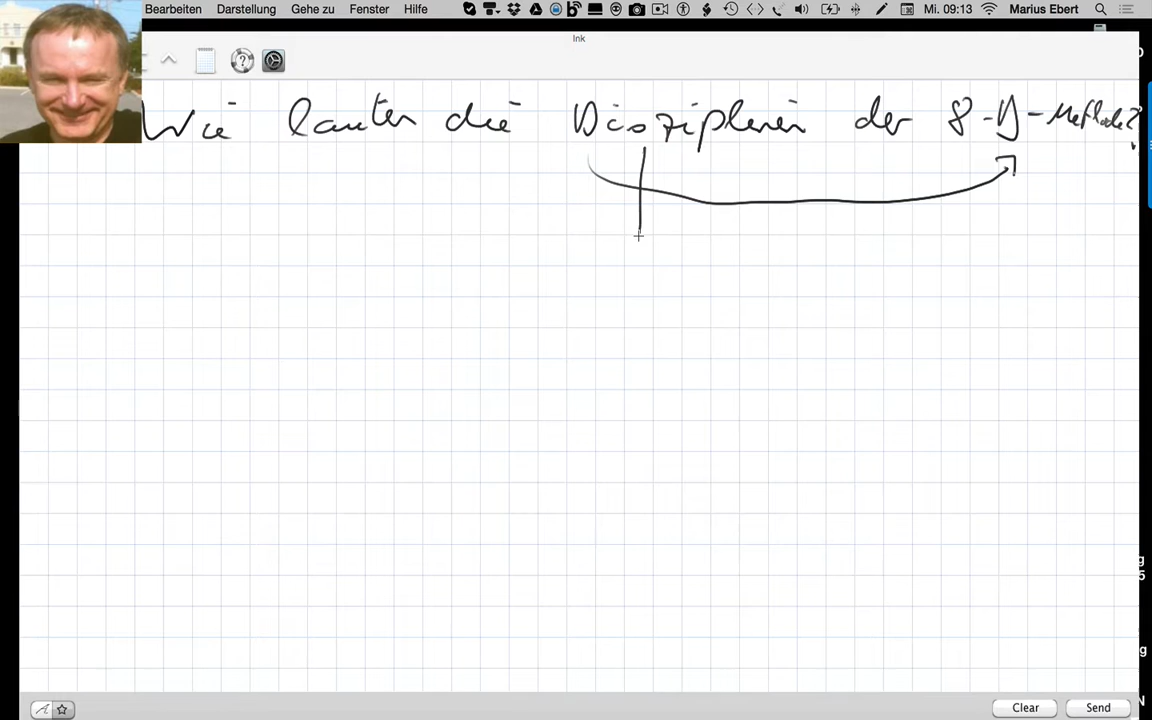 Bearbeiten Darstellung Gehe zu Fenster Hilfe Mi. 09:13 Marius Ebert
Ink
Wie lauten die Disziplinen der 8-D-Methode?
Clear Send